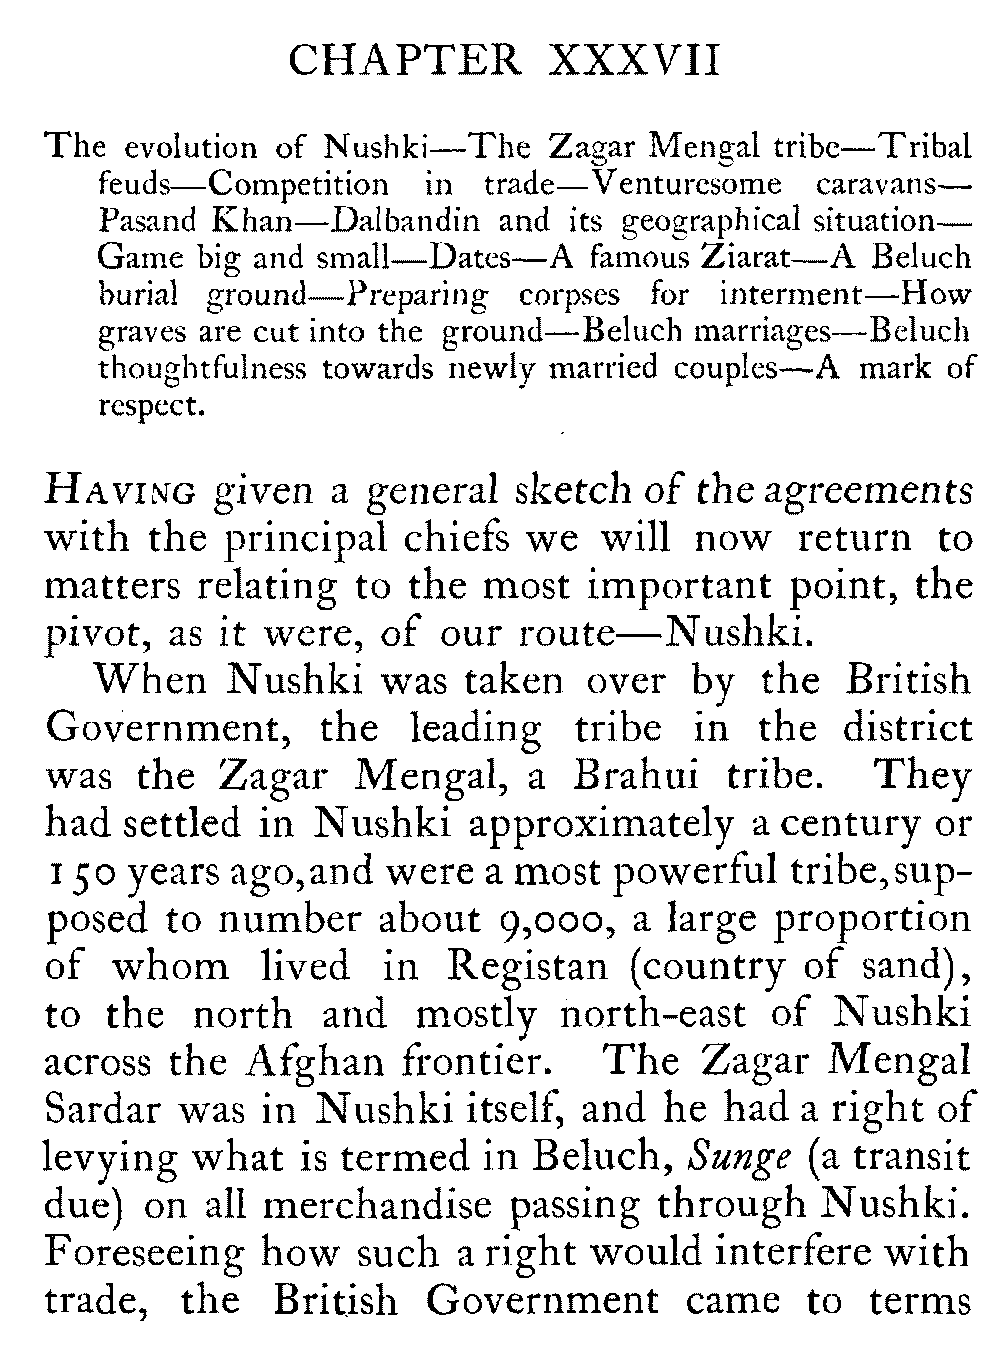 CHAPTER XXXVII
The evolution of Nushki—The Zagar Mengal tribe—Tribal
feuds—Competition in trade—Venturesome caravans—
Pasand Khan—Dalbandin and its geographical situation—
Game big and small—Dates—A famous Ziarat—A Beluch
burial ground—Preparing corpses for interment—How
graves are cut into the ground—Beluch marriages—Beluch
thoughtfulness towards newly married couples—A mark of
respect.
HAVING given a general sketch of the agreements
with the principal chiefs we will now return to
matters relating to the most important point, the
pivot, as it were, of our route—Nushki.
When Nushki was taken over by the British
Government, the leading tribe in the district
was the Zagar Mengal, a Brahui tribe. They
had settled in Nushki approximately a century or
150 years ago, and were a most powerful tribe, sup-
posed to number about 9,000, a large proportion
of whom lived in Registan (country of sand),
to the north and mostly north-east of Nushki
across the Afghan frontier. The Zagar Mengal
Sardar was in Nushki itself, and he had a right of
levying what is termed in Beluch, Sunge (a transit
due) on all merchandise passing through Nushki.
Foreseeing how such a right would interfere with
trade, the British Government came to terms